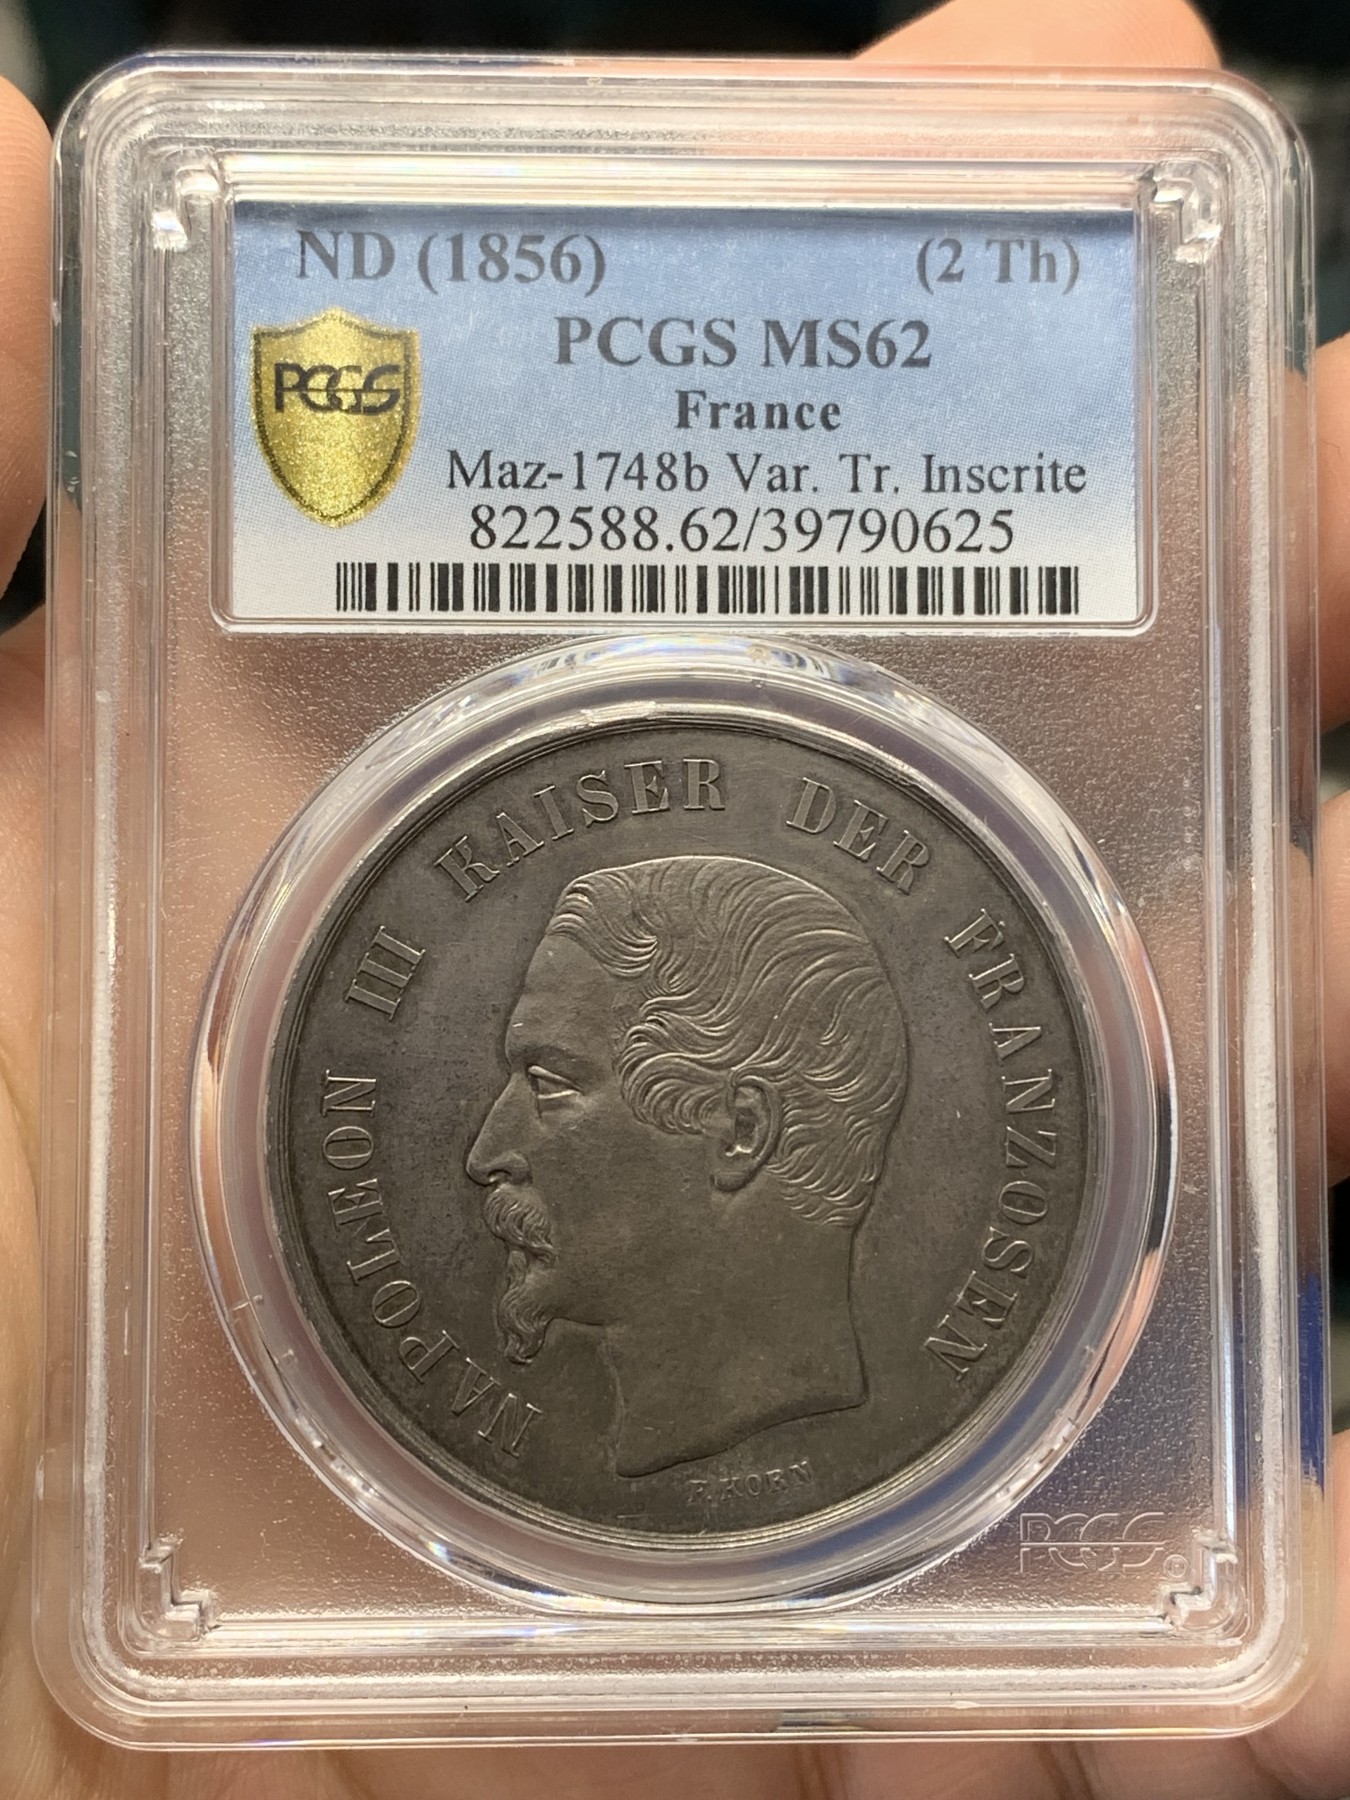 ND (1856) (2 Th)
PCGS MS62
PCGS
France
Maz-1748b Var. Tr. Inscrite
822588.62/39790625
NAPOLEON III KAISER DER FRANZOSEN
F. KORN
PCGS